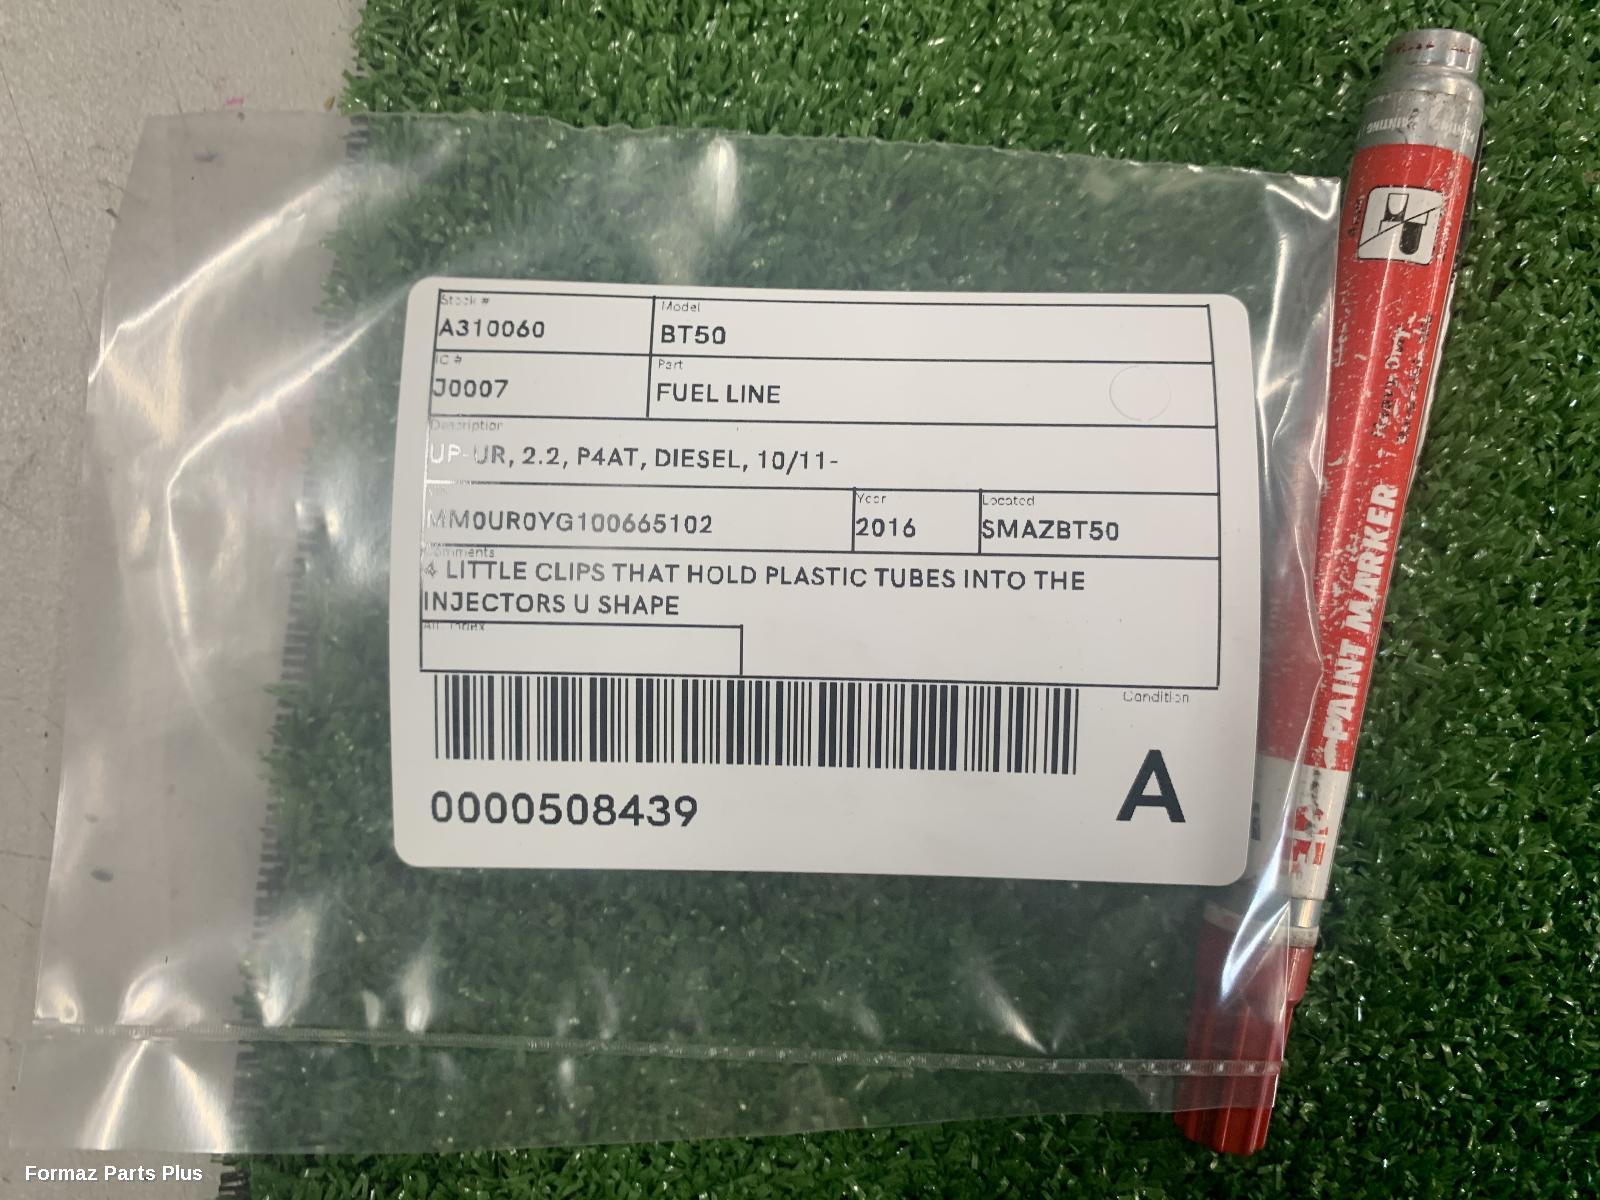 Stock #
Model
A310060
BT50
IC #
Part
J0007
FUEL LINE
Description
UP-UR, 2.2, P4AT, DIESEL, 10/11-
MM0UR0YG100665102
Year
2016
Located
SMAZBT50
Comments
4 LITTLE CLIPS THAT HOLD PLASTIC TUBES INTO THE
INJECTORS U SHAPE
Condition
0000508439
A
PAINT MARKER
Formaz Parts Plus